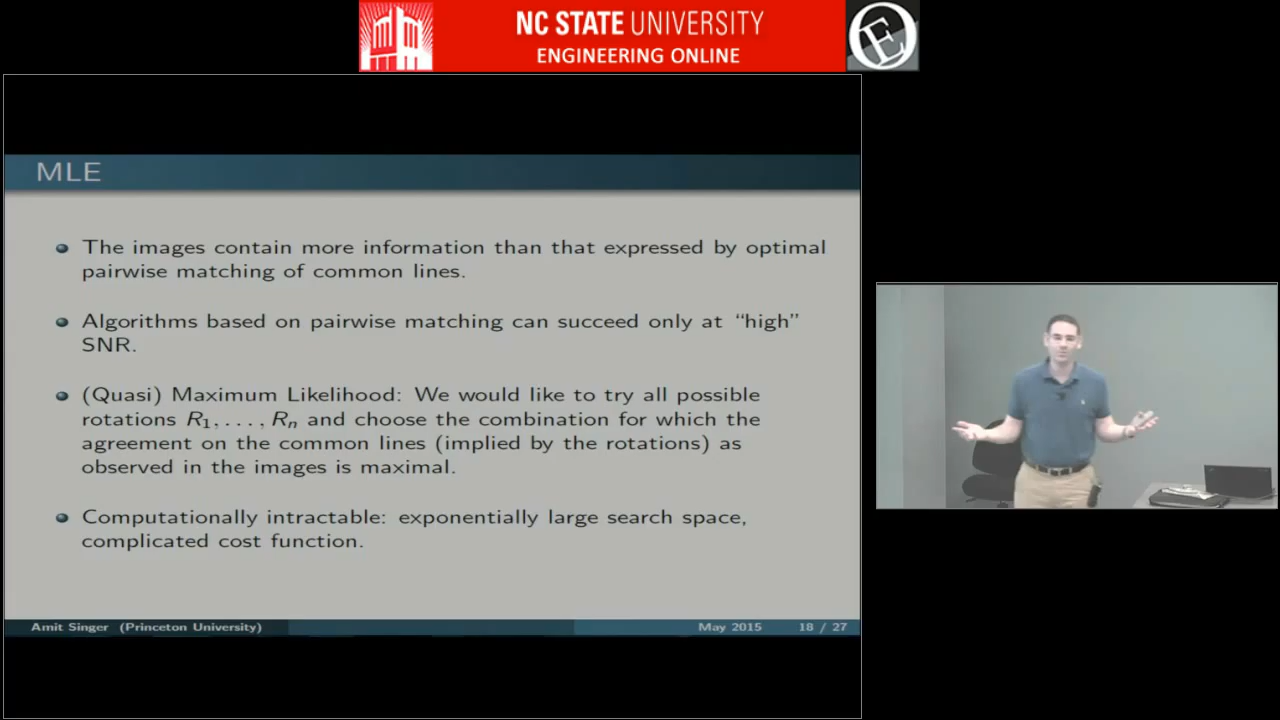 NC STATE UNIVERSITY
ENGINEERING ONLINE
MLE
The images contain more information than that expressed by optimal
pairwise matching of common lines.
Algorithms based on pairwise matching can succeed only at “high”
SNR.
(Quasi) Maximum Likelihood: We would like to try all possible
rotations R₁, . . . , Rₙ and choose the combination for which the
agreement on the common lines (implied by the rotations) as
observed in the images is maximal.
Computationally intractable: exponentially large search space,
complicated cost function.
Amit Singer (Princeton University) May 2015 18 / 27